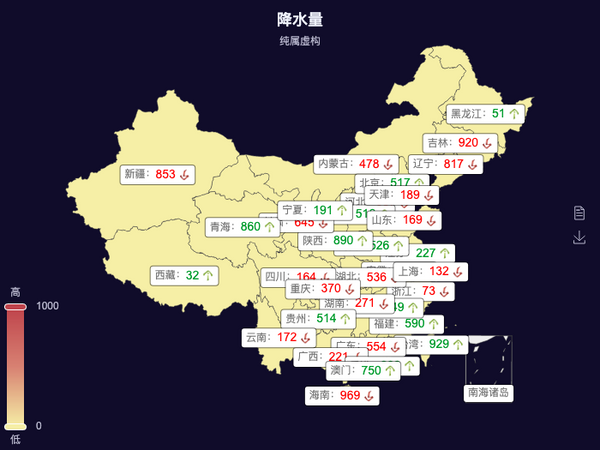 降水量
纯属虚构
黑龙江: 51
吉林: 920
内蒙古: 478
辽宁: 817
新疆: 853
北京: 517
天津: 189
宁夏: 191
645
山东: 169
青海: 860
陕西: 890
626
227
西藏: 32
四川: 164
湖北: 536
上海: 132
重庆: 370
浙江: 73
湖南: 271
贵州: 514
福建: 590
云南: 172
广东: 554
台湾: 929
广西: 221
澳门: 750
海南: 969
南海诸岛
高
1000
0
低